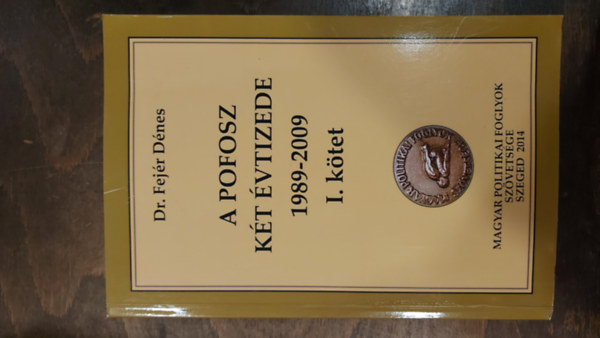 Dr. Fejér Dénes
A POFOSZ
KÉT ÉVTIZEDE
1989-2009
I. kötet
MAGYAR POLITIKAI FOGLYOK
SZÖVETSÉGE
SZEGED 2014